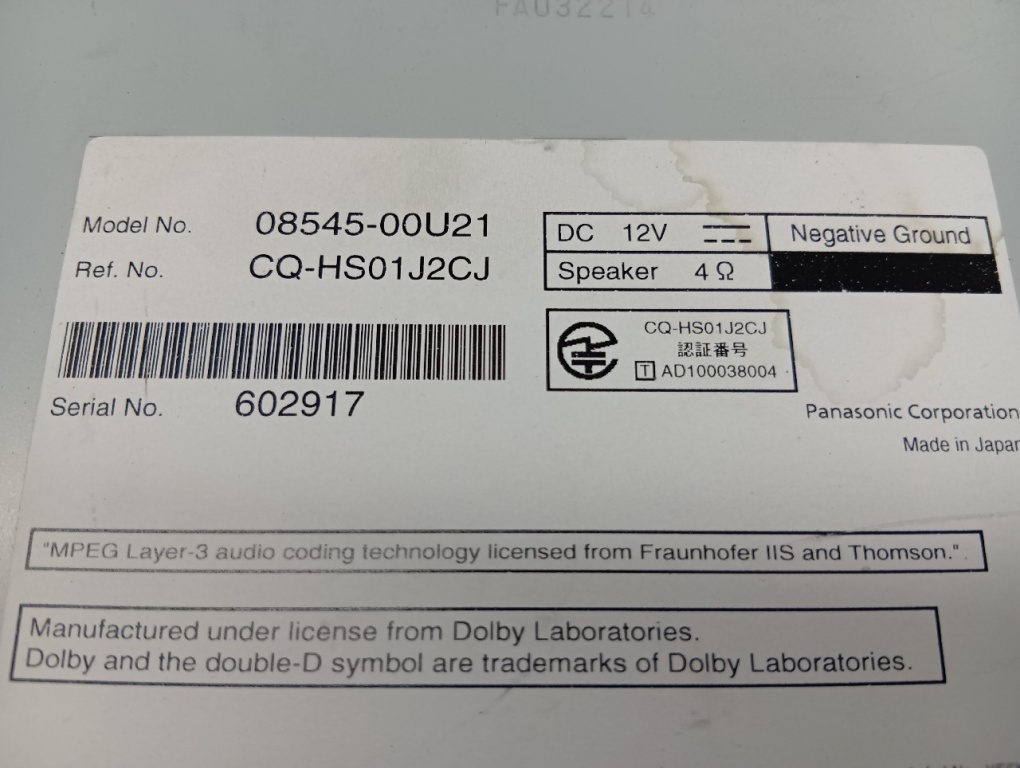 FA032214
Model No. 08545-00U21
Ref. No. CQ-HS01J2CJ
Serial No. 602917
DC 12V Negative Ground
Speaker 4 Ω
CQ-HS01J2CJ
認証番号
T AD100038004
Panasonic Corporation
Made in Japan
"MPEG Layer-3 audio coding technology licensed from Fraunhofer IIS and Thomson."
Manufactured under license from Dolby Laboratories.
Dolby and the double-D symbol are trademarks of Dolby Laboratories.